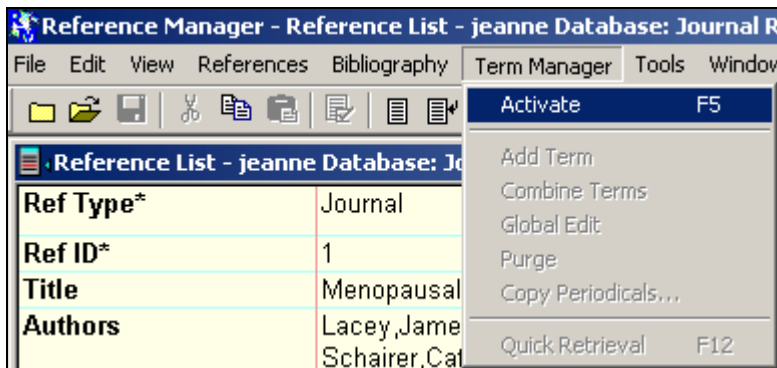 Reference Manager - Reference List - jeanne Database: Journal R
File Edit View References Bibliography Term Manager Tools Window
Activate F5
Add Term
Combine Terms
Global Edit
Purge
Copy Periodicals...
Quick Retrieval F12
Reference List - jeanne Database: Jo
Ref Type* Journal
Ref ID* 1
Title Menopausal
Authors Lacey,Jame
Schairer,Cat